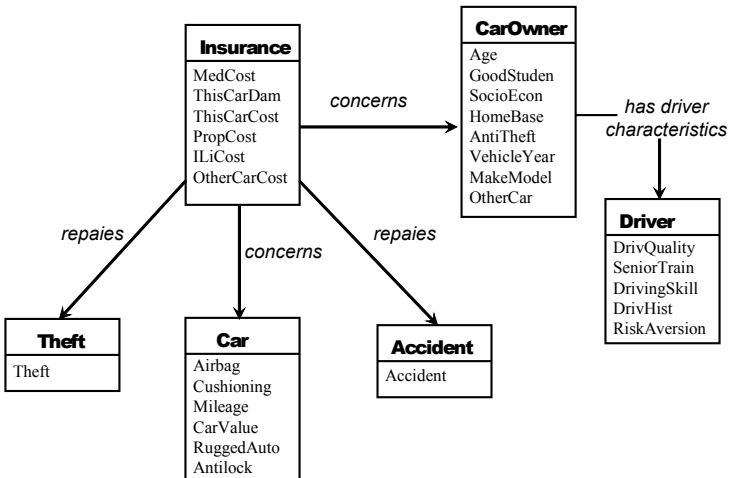 Insurance
MedCost
ThisCarDam
ThisCarCost
PropCost
ILiCost
OtherCarCost
concerns
CarOwner
Age
GoodStuden
SocioEcon
HomeBase
AntiTheft
VehicleYear
MakeModel
OtherCar
has driver
characteristics
Driver
DrivQuality
SeniorTrain
DrivingSkill
DrivHist
RiskAversion
repaies
concerns
repaies
Theft
Theft
Car
Airbag
Cushioning
Mileage
CarValue
RuggedAuto
Antilock
Accident
Accident